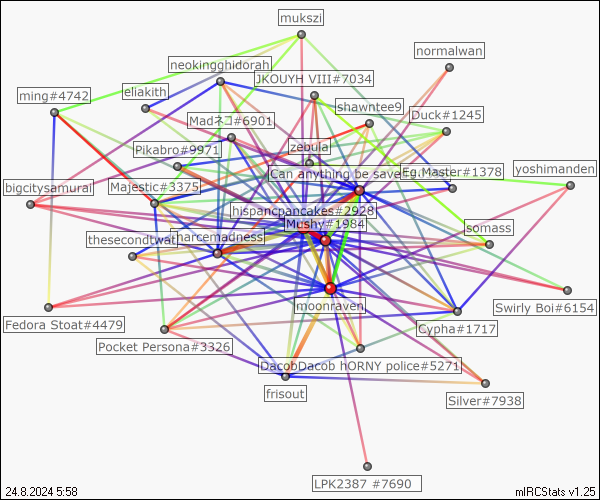 mukszi
normalwan
neokingghidorah
JKOUYH VIII#7034
eliakith
ming#4742
shawntee9
Duck#1245
Madネコ#6901
zebula
Pikabro#9971
Can anything be save
Eg.Master#1378
yoshimanden
bigcitysamurai
Majestic#3375
hispanicpancakes#2928
Mushy#1984
somass
thesecondtwat
narcemadness
moonraven
Swirly Boi#6154
Fedora Stoat#4479
Cypha#1717
Pocket Persona#3326
DacobDacob hORNY police#5271
frisout
Silver#7938
LPK2387 #7690
24.8.2024 5:58
mIRCStats v1.25